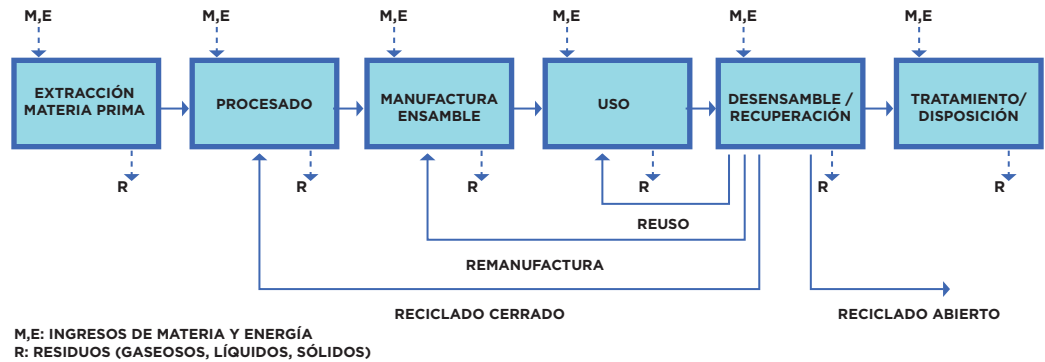 M,E
M,E
M,E
M,E
M,E
M,E
EXTRACCIÓN
MATERIA PRIMA
PROCESADO
MANUFACTURA
ENSAMBLE
USO
DESENSAMBLE /
RECUPERACIÓN
TRATAMIENTO/
DISPOSICIÓN
R
R
R
R
R
R
REUSO
REMANUFACTURA
RECICLADO CERRADO
RECICLADO ABIERTO
M,E: INGRESOS DE MATERIA Y ENERGÍA
R: RESIDUOS (GASEOSOS, LÍQUIDOS, SÓLIDOS)